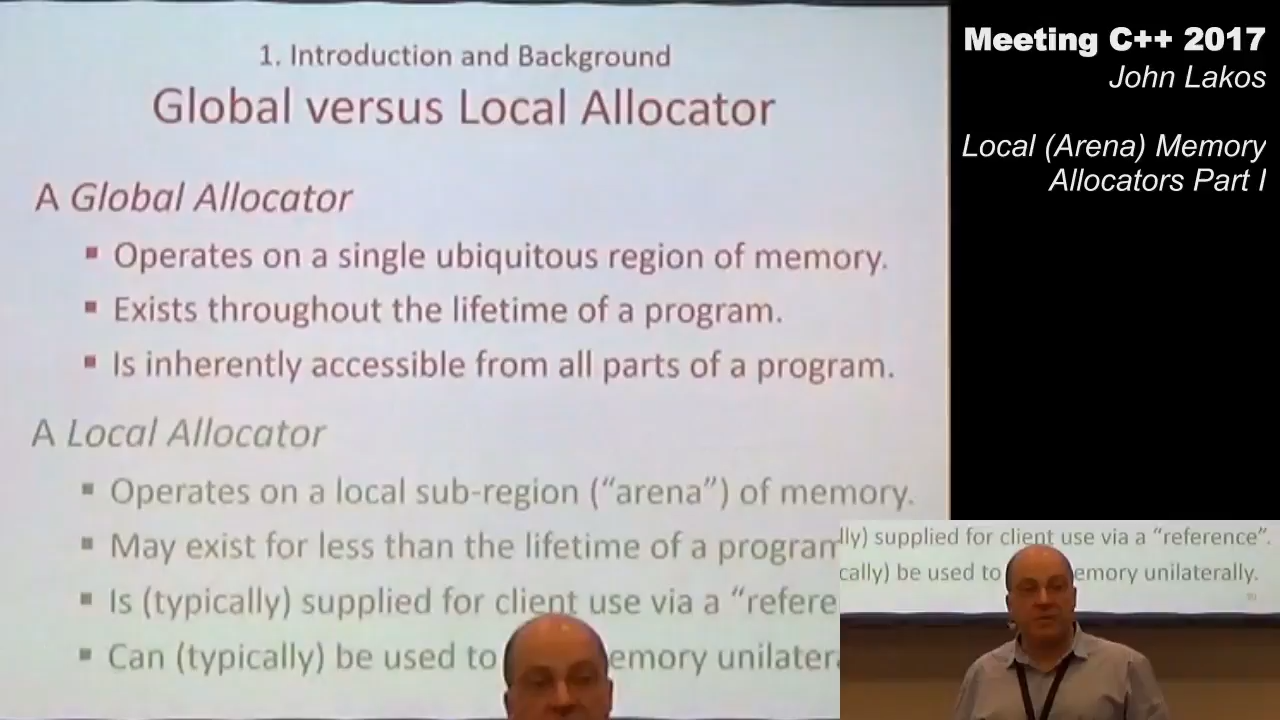 1. Introduction and Background
Global versus Local Allocator
A Global Allocator
▪ Operates on a single ubiquitous region of memory.
▪ Exists throughout the lifetime of a program.
▪ Is inherently accessible from all parts of a program.
A Local Allocator
▪ Operates on a local sub-region (“arena”) of memory.
▪ May exist for less than the lifetime of a program
▪ Is (typically) supplied for client use via a “refere
▪ Can (typically) be used to emory unilater
Meeting C++ 2017
John Lakos
Local (Arena) Memory
Allocators Part I
lly) supplied for client use via a “reference”.
cally) be used to emory unilaterally.